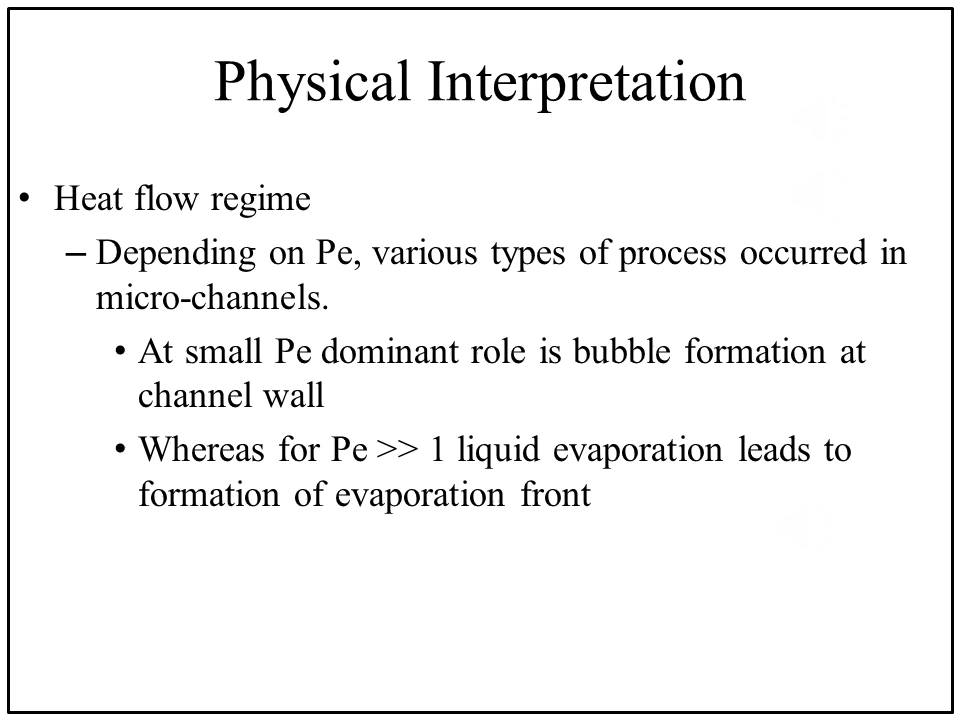 Physical Interpretation
• Heat flow regime
– Depending on Pe, various types of process occurred in
micro-channels.
• At small Pe dominant role is bubble formation at
channel wall
• Whereas for Pe >> 1 liquid evaporation leads to
formation of evaporation front